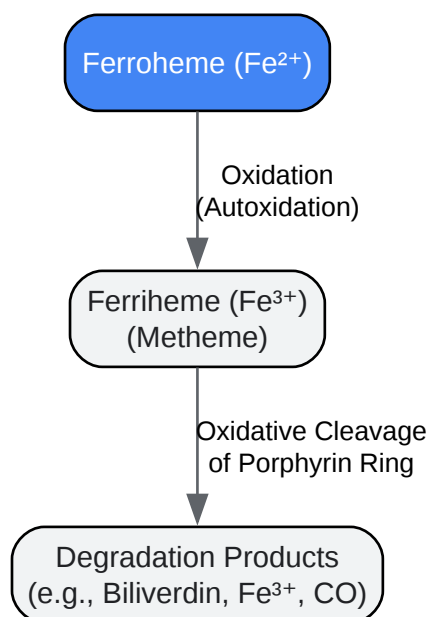 Ferroheme (Fe²⁺)
Oxidation
(Autoxidation)
Ferriheme (Fe³⁺)
(Metheme)
Oxidative Cleavage
of Porphyrin Ring
Degradation Products
(e.g., Biliverdin, Fe³⁺, CO)